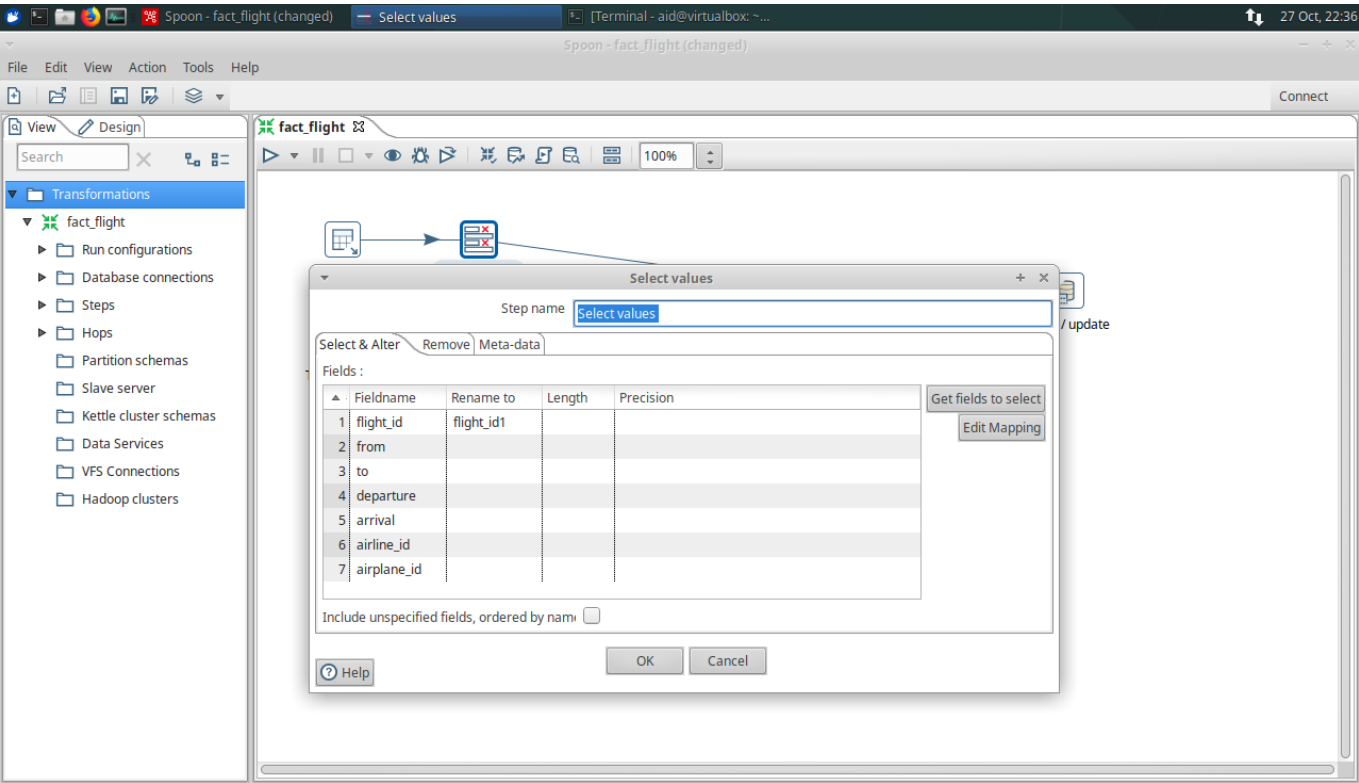 Spoon - fact_flight (changed) Select values [Terminal - aid@virtualbox: ~... 27 Oct, 22:36
Spoon - fact_flight (changed)
File Edit View Action Tools Help
Connect
View Design fact_flight
Search 100%
Transformations
fact_flight
Run configurations
Database connections
Steps
Hops
Partition schemas
Slave server
Kettle cluster schemas
Data Services
VFS Connections
Hadoop clusters
Select values
Step name Select values
/ update
Select & Alter Remove Meta-data
Fields :
Fieldname Rename to Length Precision
Get fields to select
1 flight_id flight_id1
Edit Mapping
2 from
3 to
4 departure
5 arrival
6 airline_id
7 airplane_id
Include unspecified fields, ordered by nam
OK Cancel
Help